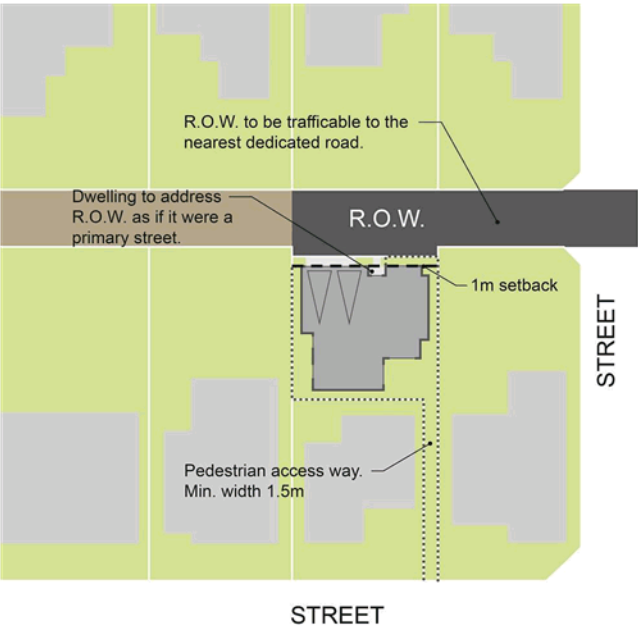 R.O.W. to be trafficable to the
nearest dedicated road.
Dwelling to address
R.O.W. as if it were a
primary street.
R.O.W.
1m setback
STREET
Pedestrian access way.
Min. width 1.5m
STREET